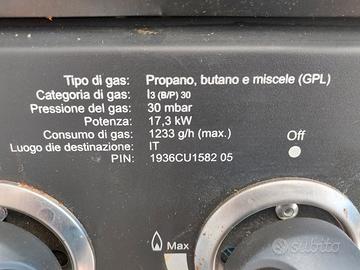 Tipo di gas: Propano, butano e miscele (GPL)
Categoria di gas: I3 (B/P) 30
Pressione del gas: 30 mbar
Potenza: 17,3 kW
Consumo di gas: 1233 g/h (max.)
Luogo die destinazione: IT
PIN: 1936CU1582 05
Off
Max
subito